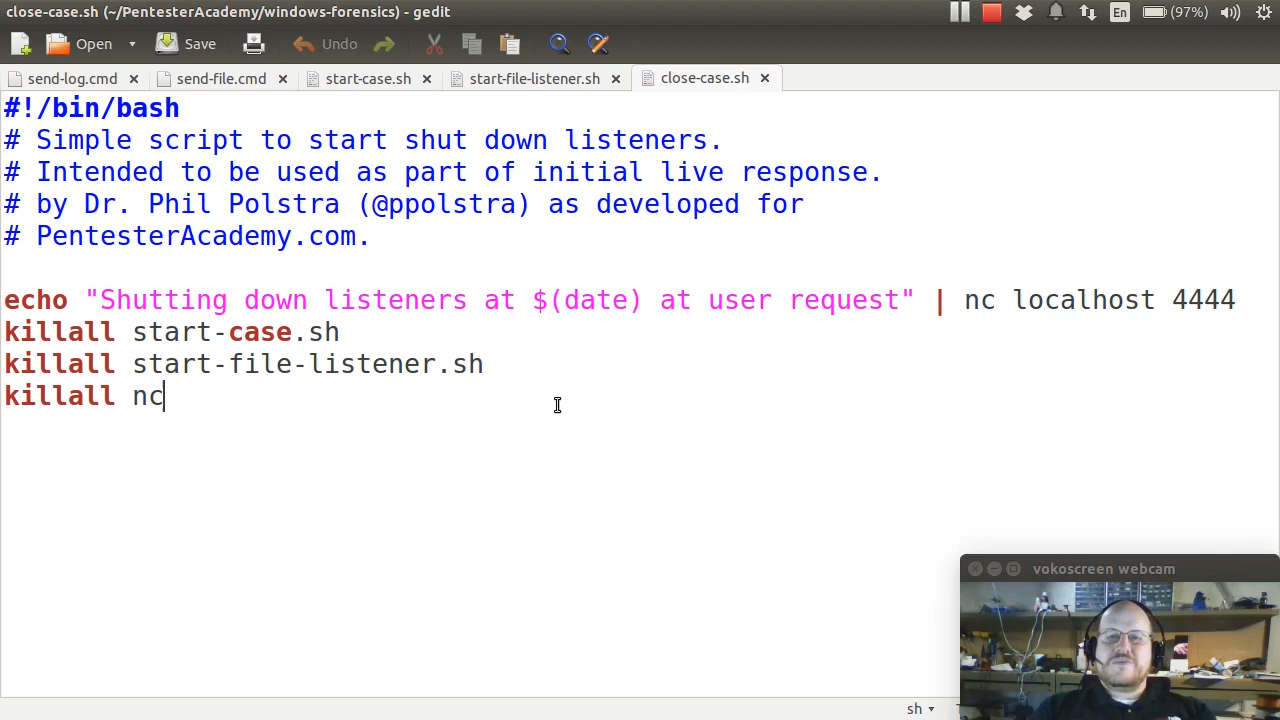 close-case.sh (~/PentesterAcademy/windows-forensics) - gedit
En (97%)
Open Save Undo
send-log.cmd send-file.cmd start-case.sh start-file-listener.sh close-case.sh
#!/bin/bash
# Simple script to start shut down listeners.
# Intended to be used as part of initial live response.
# by Dr. Phil Polstra (@ppolstra) as developed for
# PentesterAcademy.com.
echo "Shutting down listeners at $(date) at user request" | nc localhost 4444
killall start-case.sh
killall start-file-listener.sh
killall nc
vokoscreen webcam
sh